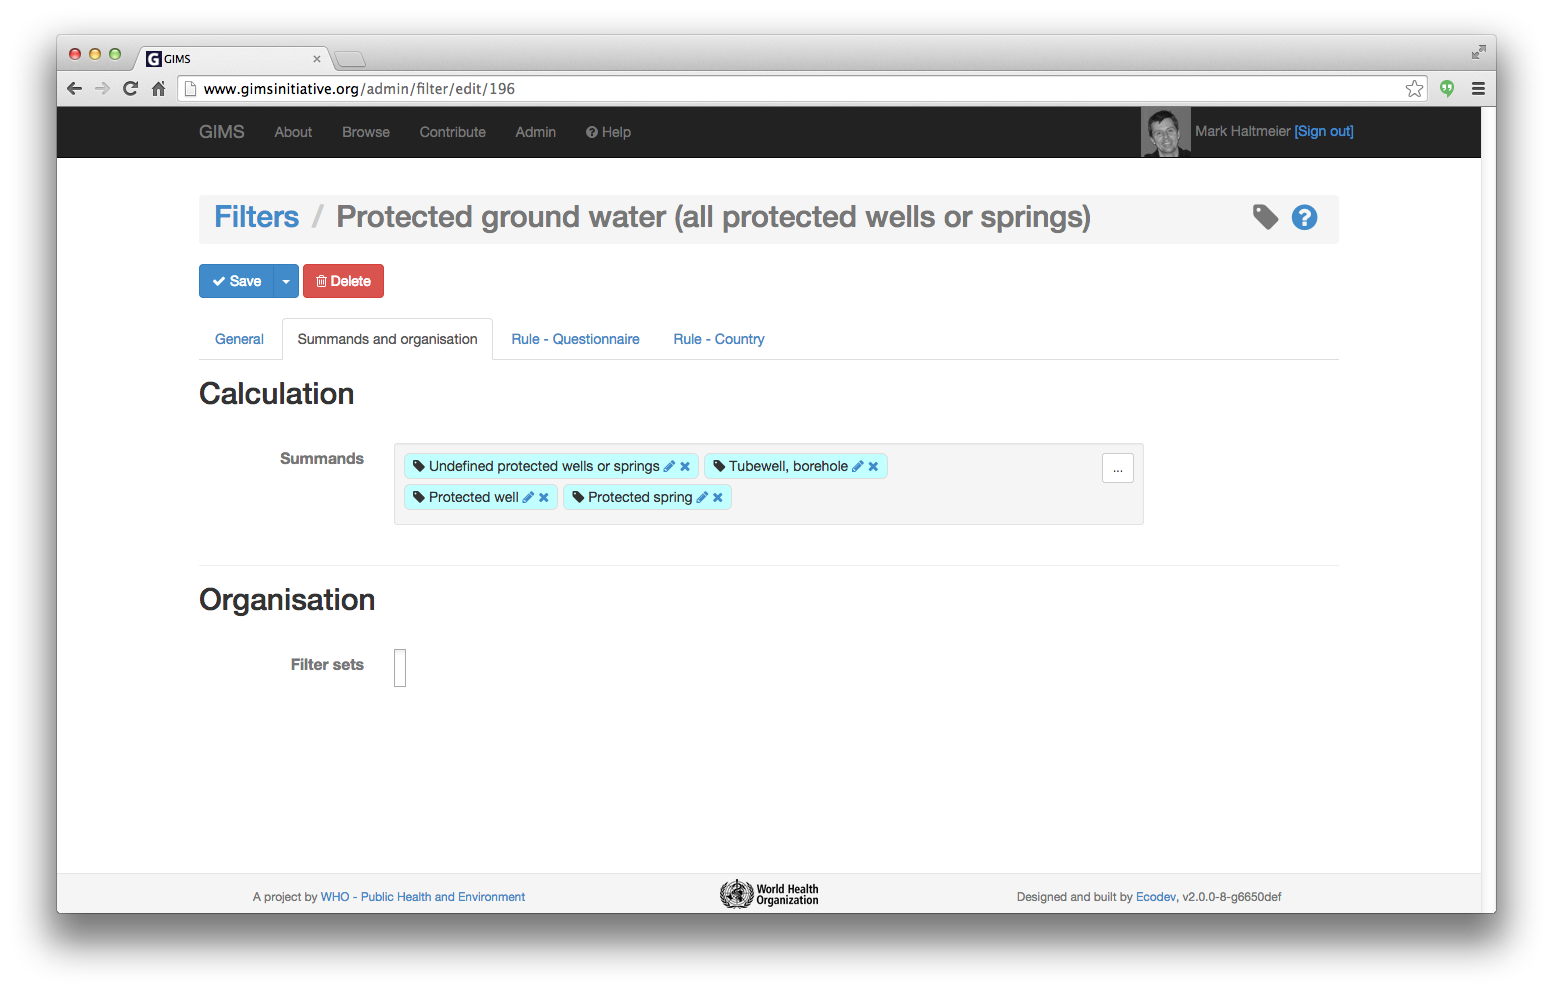 GIMS
www.gimsinitiative.org/admin/filter/edit/196
GIMS About Browse Contribute Admin Help Mark Haltmeier [Sign out]
Filters / Protected ground water (all protected wells or springs)
Save Delete
General Summands and organisation Rule - Questionnaire Rule - Country
Calculation
Summands Undefined protected wells or springs Tubewell, borehole ...
Protected well Protected spring
Organisation
Filter sets
A project by WHO - Public Health and Environment World Health Organization Designed and built by Ecodev, v2.0.0-8-g6650def